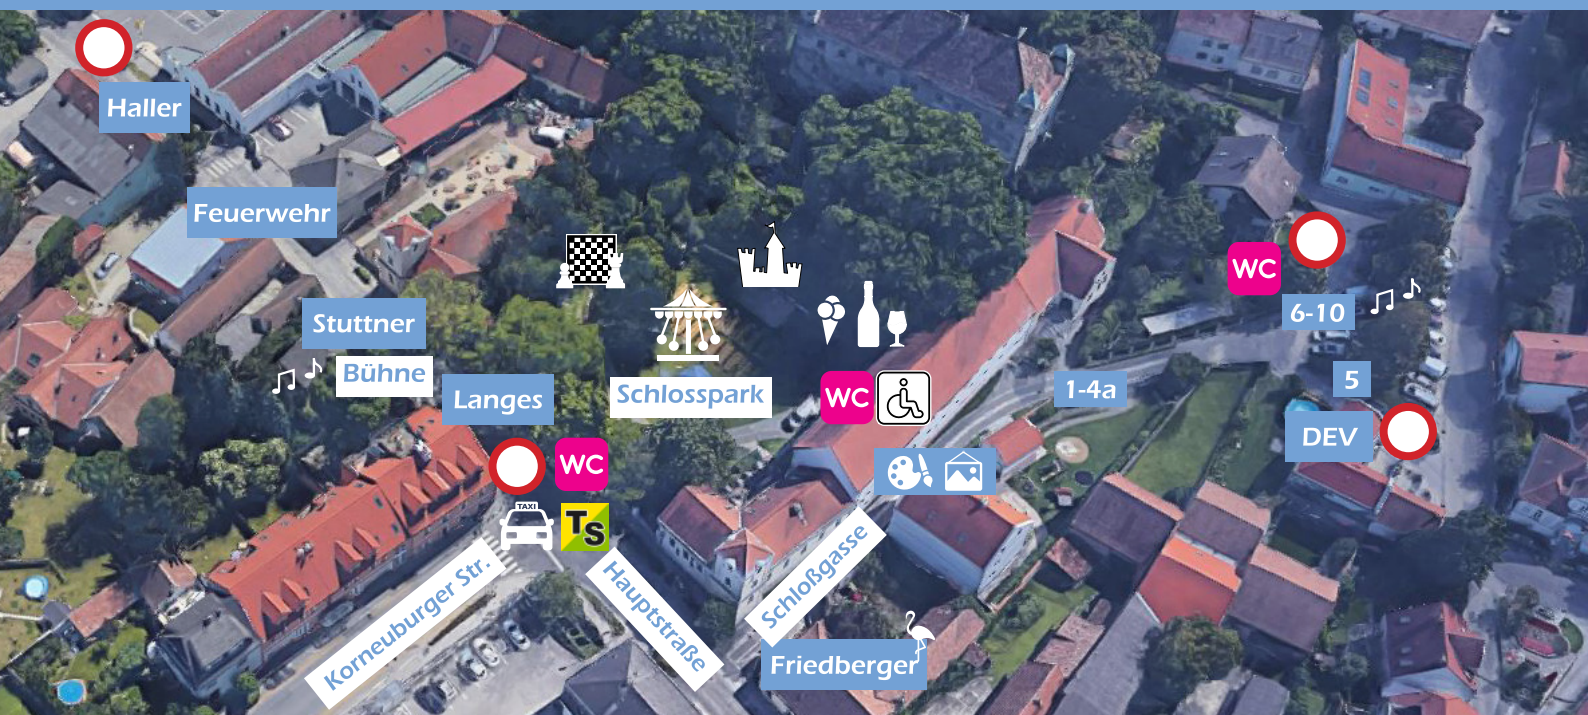 Haller
Feuerwehr
Stuttner
Bühne
Langes
Schlosspark
WC
WC
6-10
1-4a
5
DEV
WC
TAXI
TS
Korneuburger Str.
Hauptstraße
Schloßgasse
Friedberger